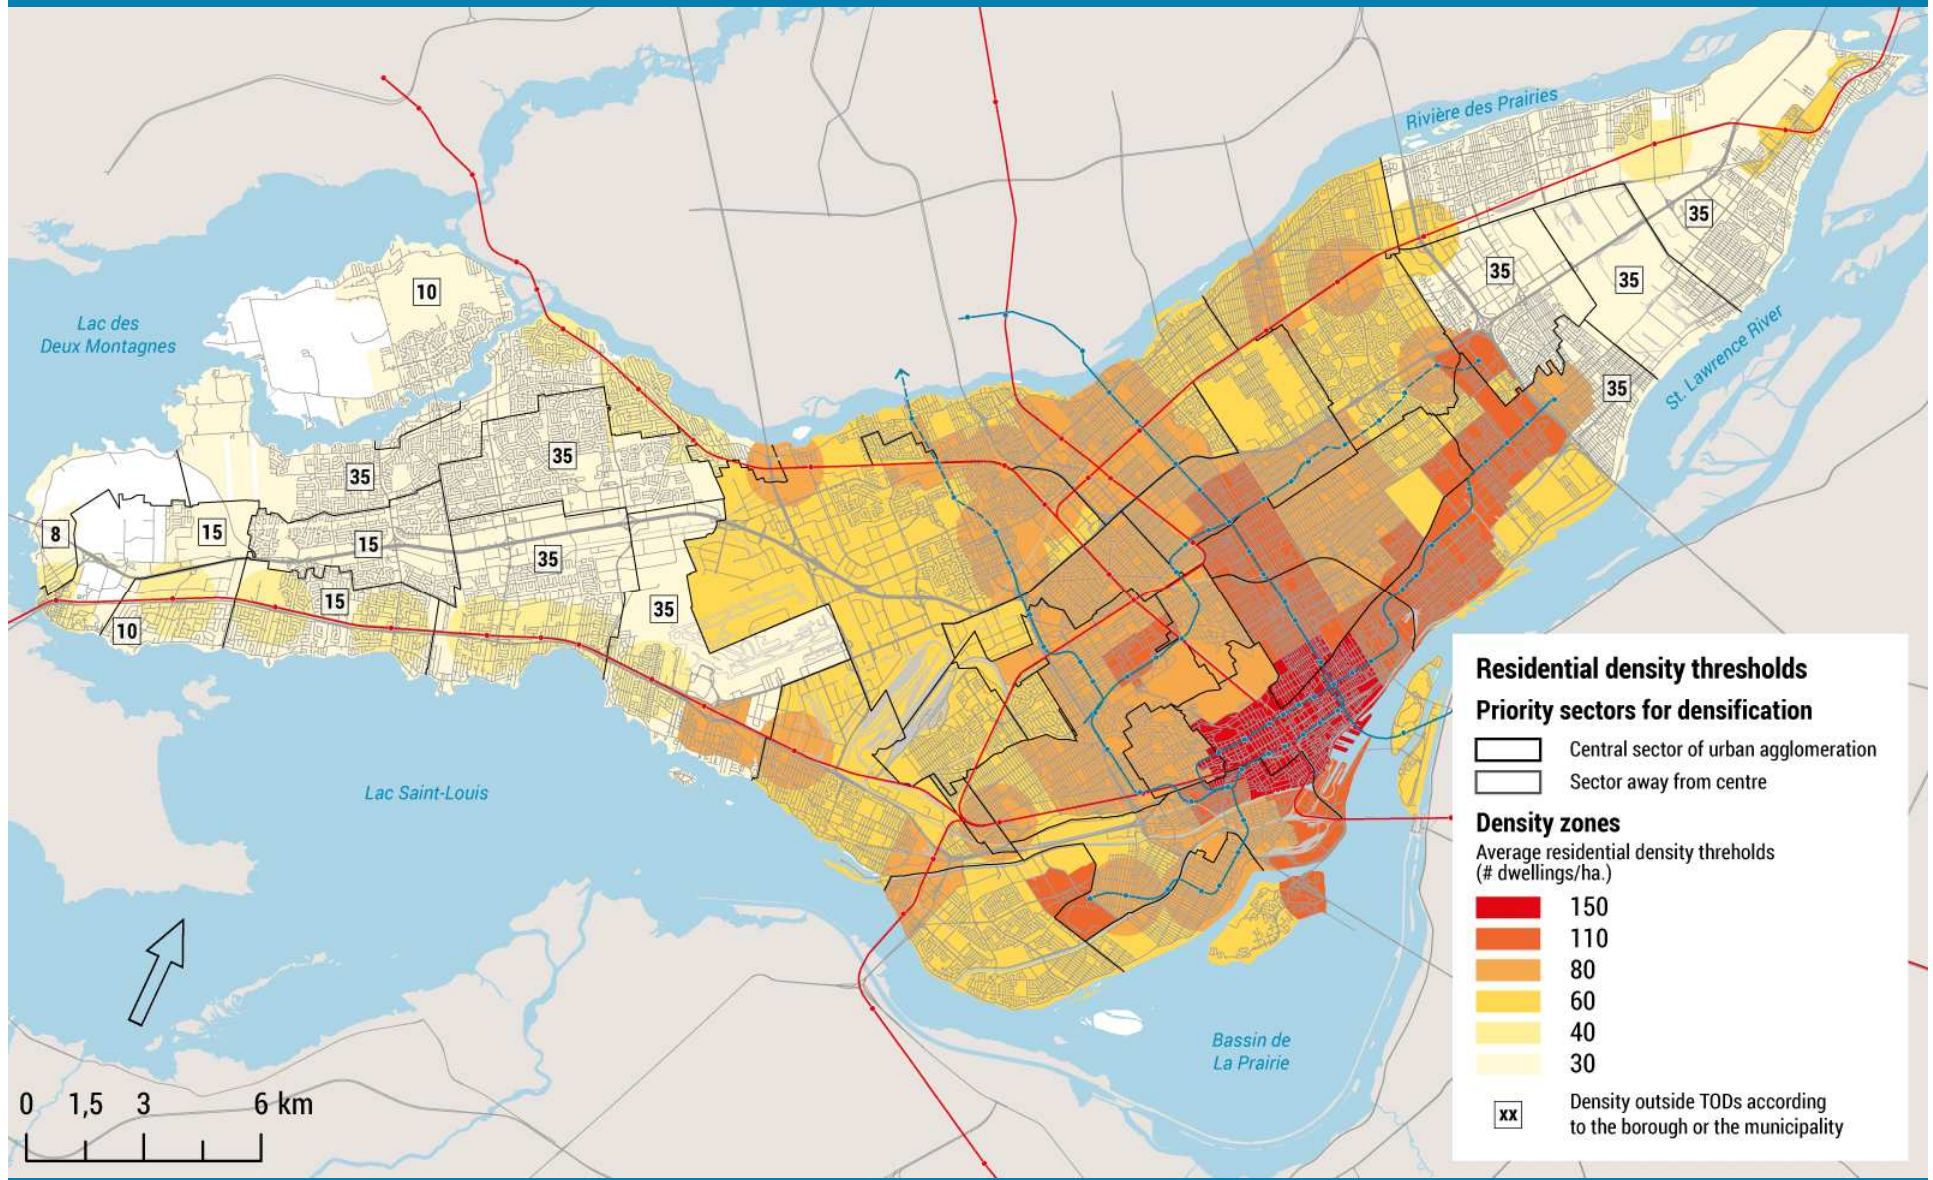 Rivière des Prairies
35
35
35
10
Lac des
Deux Montagnes
St. Lawrence River
35
35
35
8
15
15
35
15
35
10
Lac Saint-Louis
Bassin de
La Prairie
0 1,5 3 6 km
Residential density thresholds
Priority sectors for densification
Central sector of urban agglomeration
Sector away from centre
Density zones
Average residential density threholds
(# dwellings/ha.)
150
110
80
60
40
30
xx
Density outside TODs according
to the borough or the municipality